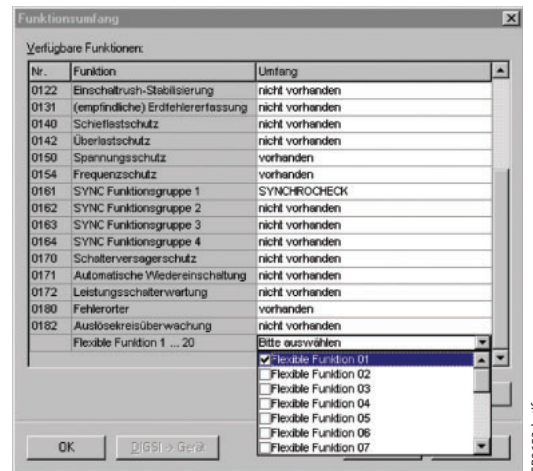 Funktionsumfang
Verfügbare Funktionen:
Nr. Funktion Umfang
0122 Einschaltrush-Stabilisierung nicht vorhanden
0131 (empfindliche) Erdfehlererfassung nicht vorhanden
0140 Schieflastschutz nicht vorhanden
0142 Überlastschutz nicht vorhanden
0150 Spannungsschutz vorhanden
0154 Frequenzschutz vorhanden
0161 SYNC Funktionsgruppe 1 SYNCHROCHECK
0162 SYNC Funktionsgruppe 2 nicht vorhanden
0163 SYNC Funktionsgruppe 3 nicht vorhanden
0164 SYNC Funktionsgruppe 4 nicht vorhanden
0170 Schalterversagerschutz nicht vorhanden
0171 Automatische Wiedereinschaltung nicht vorhanden
0172 Leistungsschalterwartung nicht vorhanden
0180 Fehlerorter vorhanden
0182 Auslösekreisüberwachung nicht vorhanden
Flexible Funktion 1 ... 20 Bitte auswählen
Flexible Funktion 01
Flexible Funktion 02
Flexible Funktion 03
Flexible Funktion 04
Flexible Funktion 05
Flexible Funktion 06
Flexible Funktion 07
OK DIGSI -> Gerät